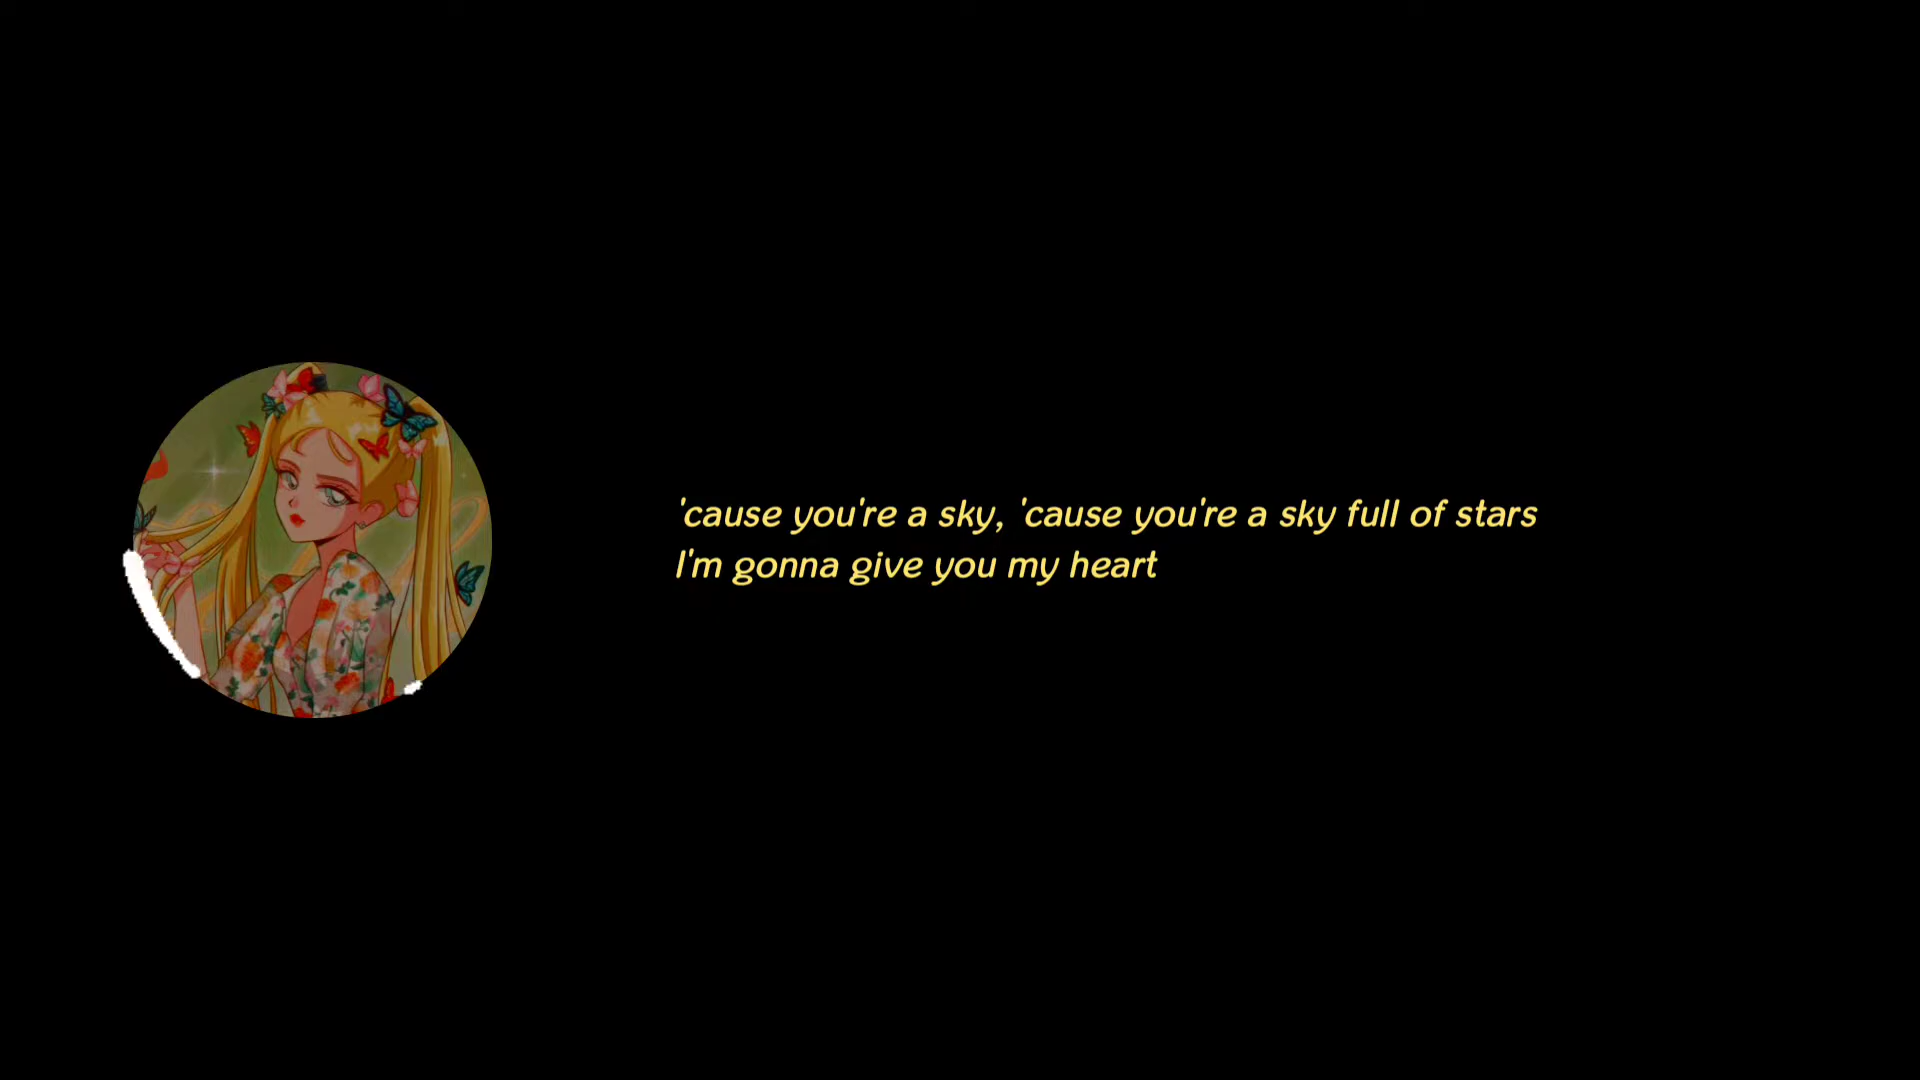 'cause you're a sky, 'cause you're a sky full of stars
I'm gonna give you my heart